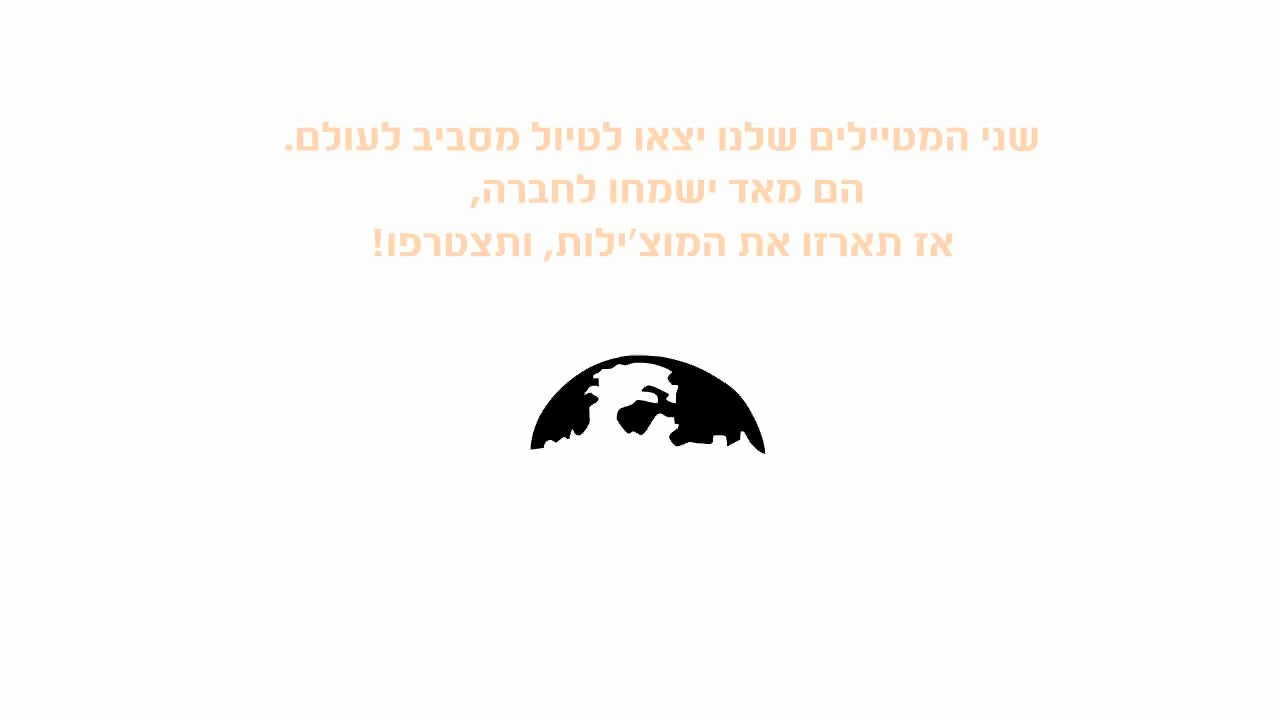 שני המטיילים שלנו יצאו לטיול מסביב לעולם.
הם מאד ישמחו לחברה,
אז תארזו את המוצ'ילות, ותצטרפו!